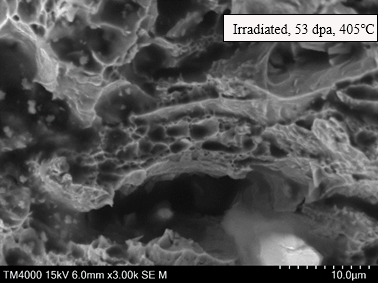 Irradiated, 53 dpa, 405°C
TM4000 15kV 6.0mm x3.00k SE M
10.0μm